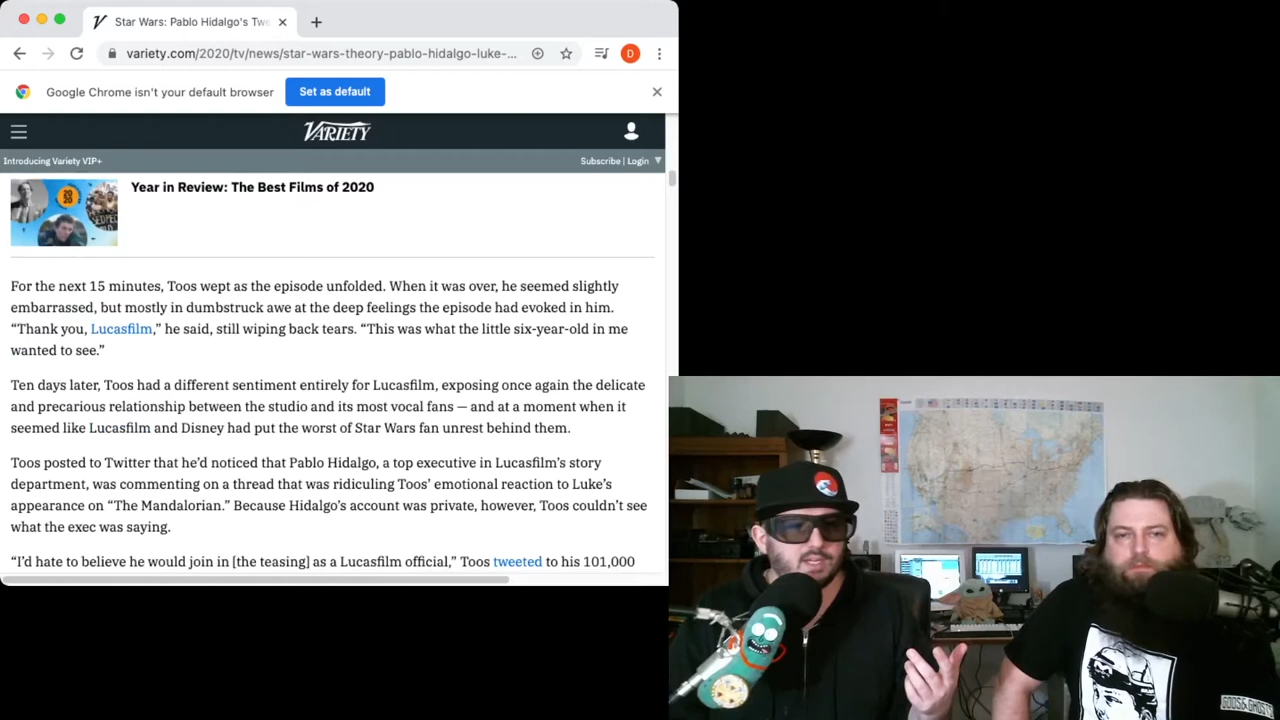 Star Wars: Pablo Hidalgo's Twe
variety.com/2020/tv/news/star-wars-theory-pablo-hidalgo-luke-...
D
Google Chrome isn't your default browser
Set as default
VARIETY
Introducing Variety VIP+
Subscribe | Login
Year in Review: The Best Films of 2020
For the next 15 minutes, Toos wept as the episode unfolded. When it was over, he seemed slightly
embarrassed, but mostly in dumbstruck awe at the deep feelings the episode had evoked in him.
“Thank you, Lucasfilm,” he said, still wiping back tears. “This was what the little six-year-old in me
wanted to see.”
Ten days later, Toos had a different sentiment entirely for Lucasfilm, exposing once again the delicate
and precarious relationship between the studio and its most vocal fans — and at a moment when it
seemed like Lucasfilm and Disney had put the worst of Star Wars fan unrest behind them.
Toos posted to Twitter that he’d noticed that Pablo Hidalgo, a top executive in Lucasfilm’s story
department, was commenting on a thread that was ridiculing Toos’ emotional reaction to Luke’s
appearance on “The Mandalorian.” Because Hidalgo’s account was private, however, Toos couldn’t see
what the exec was saying.
“I’d hate to believe he would join in [the teasing] as a Lucasfilm official,” Toos tweeted to his 101,000